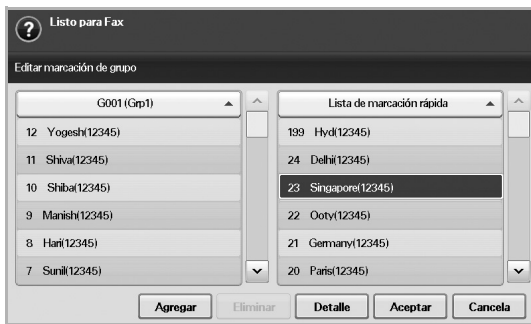 Listo para Fax
Editar marcación de grupo
G001 (Grp1)
12 Yogesh(12345)
11 Shiva(12345)
10 Shiba(12345)
9 Manish(12345)
8 Hari(12345)
7 Sunil(12345)
Lista de marcación rápida
199 Hyd(12345)
24 Delhi(12345)
23 Singapore(12345)
22 Ooty(12345)
21 Germany(12345)
20 Paris(12345)
Agregar Eliminar Detalle Aceptar Cancela